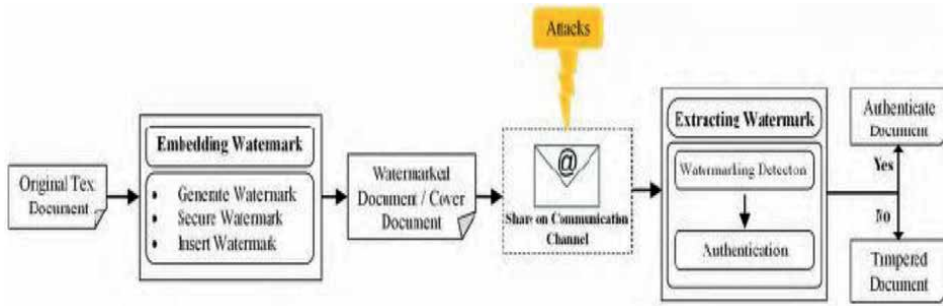 Attacks
Embedding Watermark
Original Tex
Document
• Generate Watermark
• Secure Watermark
• Insert Watermark
Watermarked
Document / Cover
Document
@
Share on Communication
Channel
Extracting Watermark
Watermarking Detecton
Authentication
Authenticate
Document
Yes
No
Tampered
Document